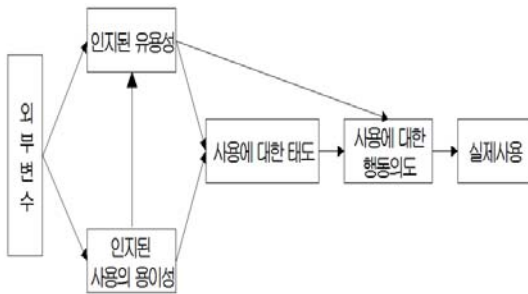 인지된 유용성
외
부
변
수
사용에 대한 태도
사용에 대한
행동의도
실제사용
인지된
사용의 용이성